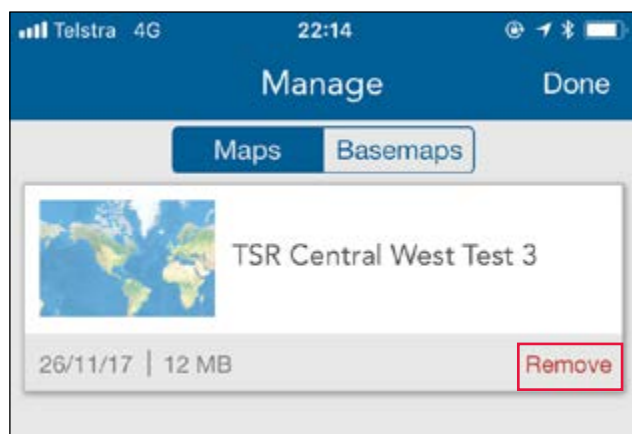 Telstra 4G 22:14
Manage Done
Maps Basemaps
TSR Central West Test 3
26/11/17 | 12 MB Remove